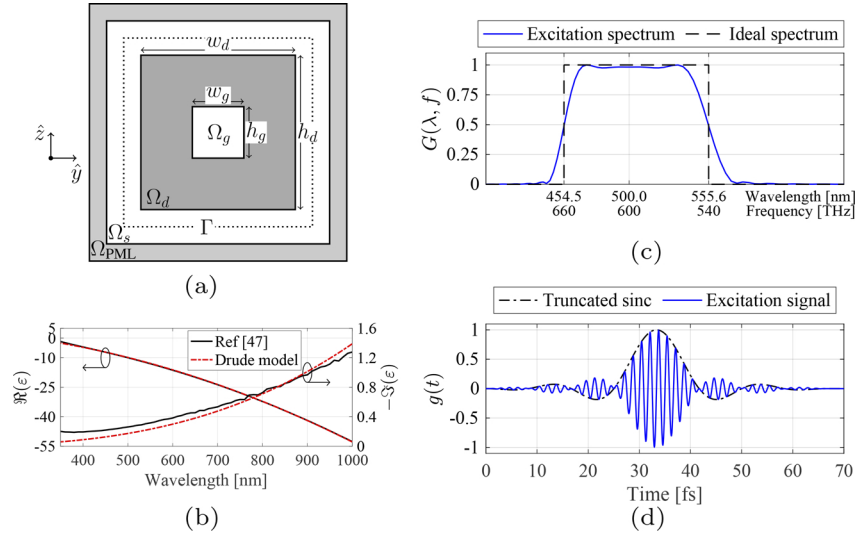 w_d
w_g
Ω_g
h_g
h_d
ẑ
ŷ
Ω_d
Γ
Ω_s
Ω_PML
(a)
Excitation spectrum
Ideal spectrum
G(λ, f)
1
0.75
0.5
0.25
0
454.5 500.0 555.6 Wavelength [nm]
660 600 540 Frequency [THz]
(c)
Ref [47]
Drude model
ℜ(ε)
5
0
-10
-25
-40
-55
1.6
1.2
0.8
0.4
0
−ℑ(ε)
400 500 600 700 800 900 1000
Wavelength [nm]
(b)
Truncated sinc
Excitation signal
g(t)
1
0.5
0
-0.5
-1
0 10 20 30 40 50 60 70
Time [fs]
(d)